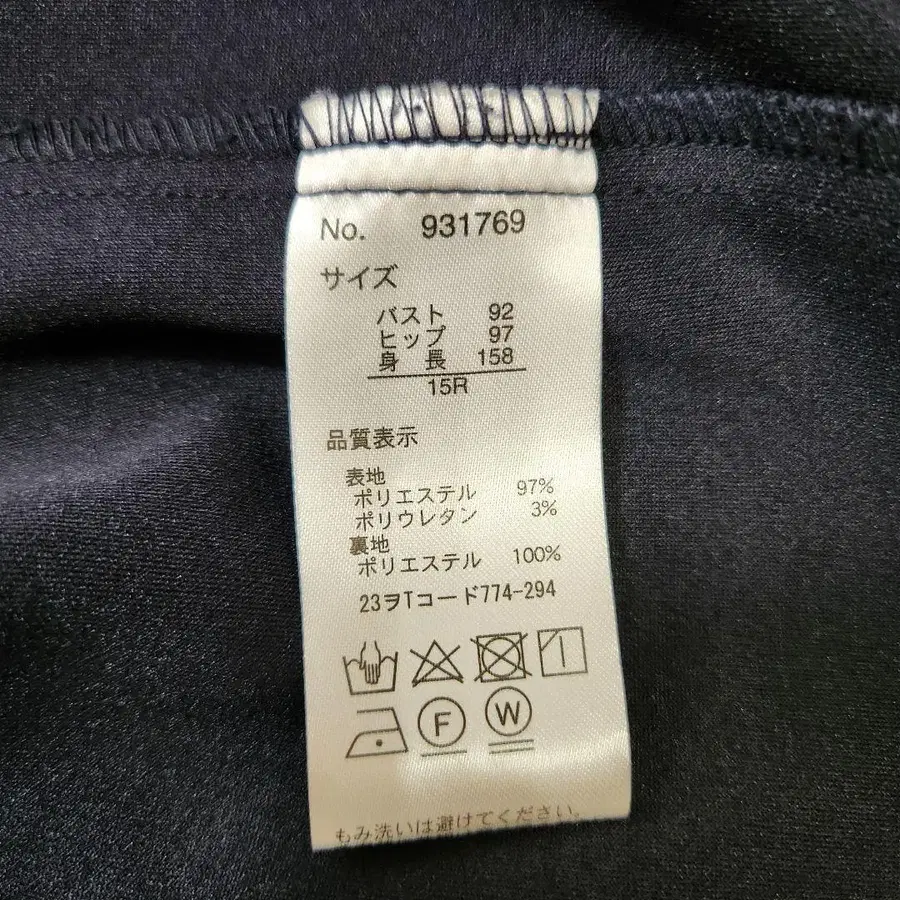 No. 931769
サイズ
バスト 92
ヒップ 97
身長 158
15R
品質表示
表地
ポリエステル 97%
ポリウレタン 3%
裏地
ポリエステル 100%
23ヲTコード774-294
F W
もみ洗いは避けてください。